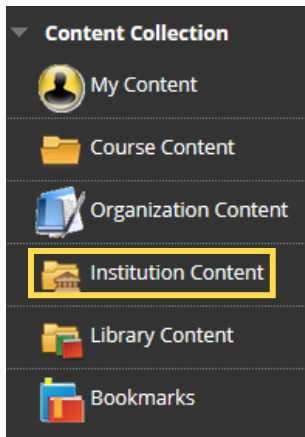 Content Collection
My Content
Course Content
Organization Content
Institution Content
Library Content
Bookmarks